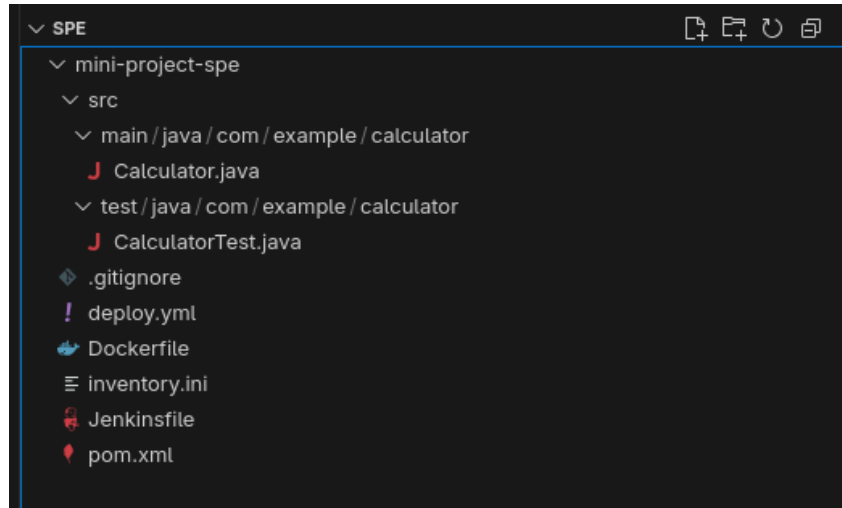 SPE
mini-project-spe
src
main/java/com/example/calculator
J Calculator.java
test/java/com/example/calculator
J CalculatorTest.java
.gitignore
! deploy.yml
Dockerfile
inventory.ini
Jenkinsfile
pom.xml